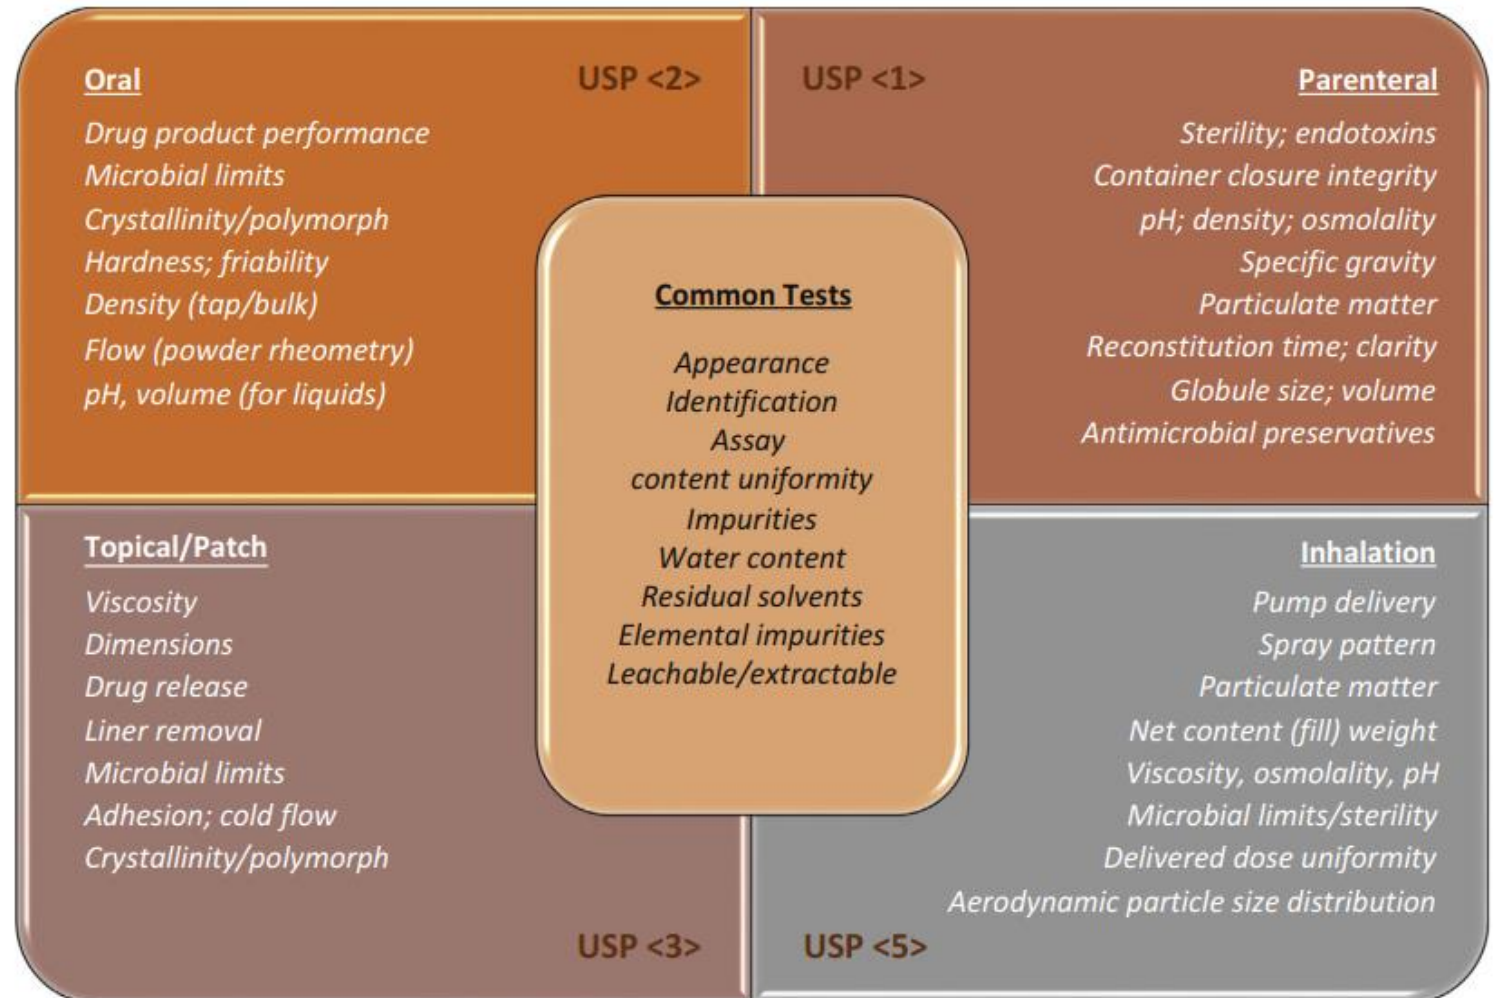 Oral
USP <2>
Drug product performance
Microbial limits
Crystallinity/polymorph
Hardness; friability
Density (tap/bulk)
Flow (powder rheometry)
pH, volume (for liquids)
USP <1>
Parenteral
Sterility; endotoxins
Container closure integrity
pH; density; osmolality
Specific gravity
Particulate matter
Reconstitution time; clarity
Globule size; volume
Antimicrobial preservatives
Common Tests
Appearance
Identification
Assay
content uniformity
Impurities
Water content
Residual solvents
Elemental impurities
Leachable/extractable
Topical/Patch
Viscosity
Dimensions
Drug release
Liner removal
Microbial limits
Adhesion; cold flow
Crystallinity/polymorph
USP <3>
Inhalation
Pump delivery
Spray pattern
Particulate matter
Net content (fill) weight
Viscosity, osmolality, pH
Microbial limits/sterility
Delivered dose uniformity
Aerodynamic particle size distribution
USP <5>